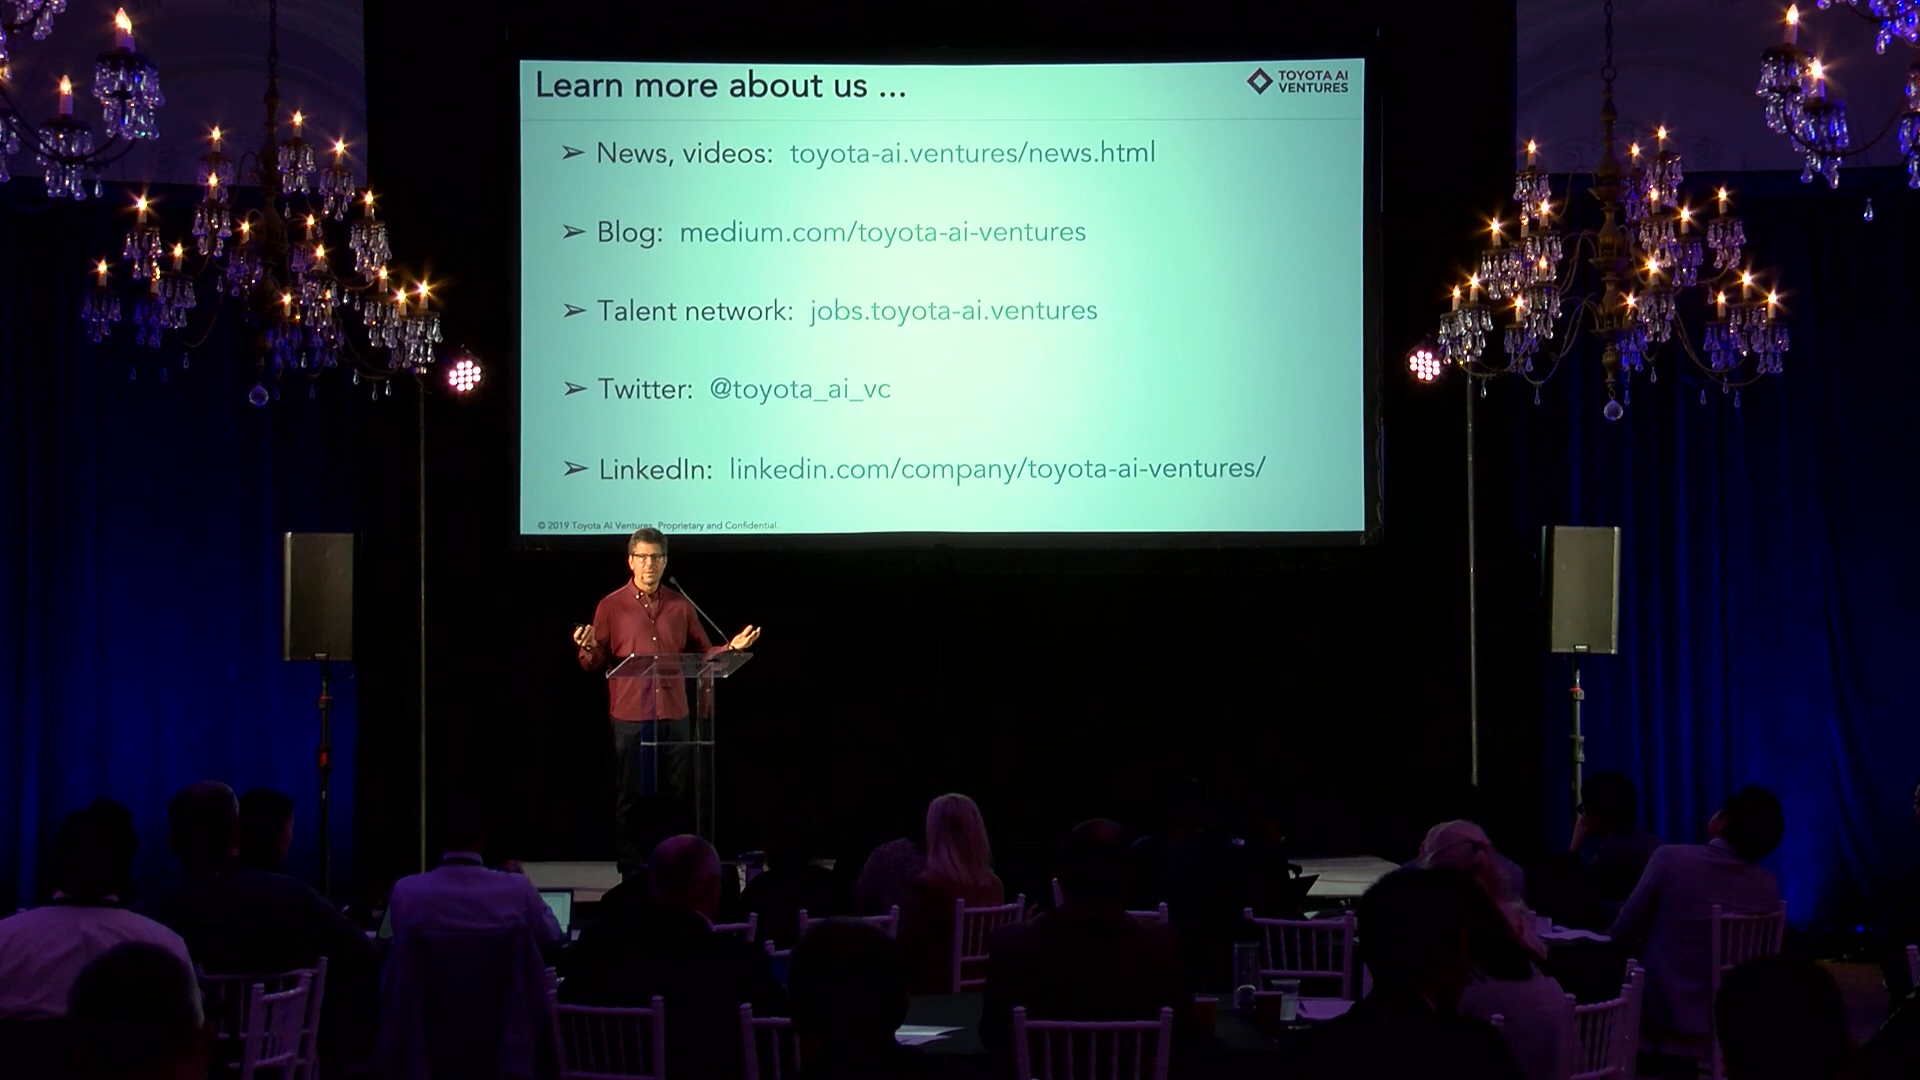 Learn more about us ...
TOYOTA AI
VENTURES
➢ News, videos: toyota-ai.ventures/news.html
➢ Blog: medium.com/toyota-ai-ventures
➢ Talent network: jobs.toyota-ai.ventures
➢ Twitter: @toyota_ai_vc
➢ LinkedIn: linkedin.com/company/toyota-ai-ventures/
© 2019 Toyota AI Ventures. Proprietary and Confidential.